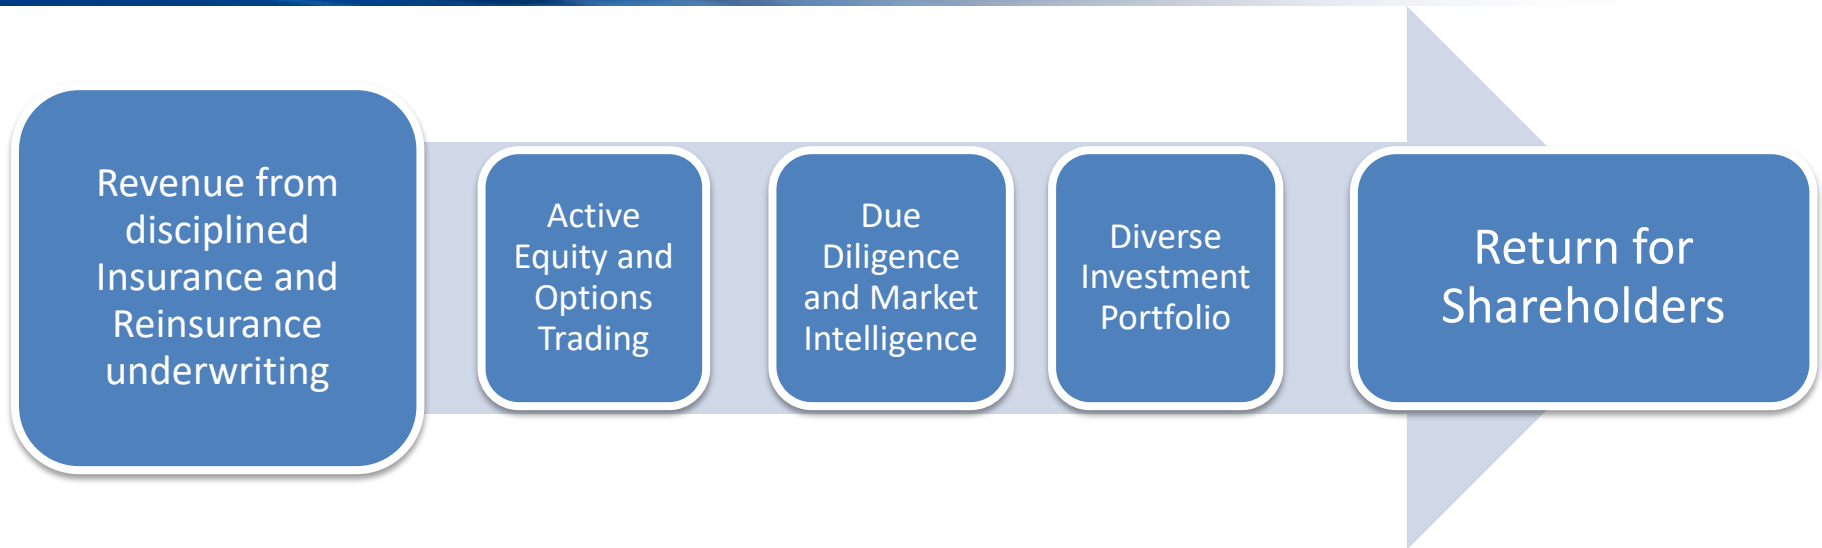 Revenue from
disciplined
Insurance and
Reinsurance
underwriting
Active
Equity and
Options
Trading
Due
Diligence
and Market
Intelligence
Diverse
Investment
Portfolio
Return for
Shareholders